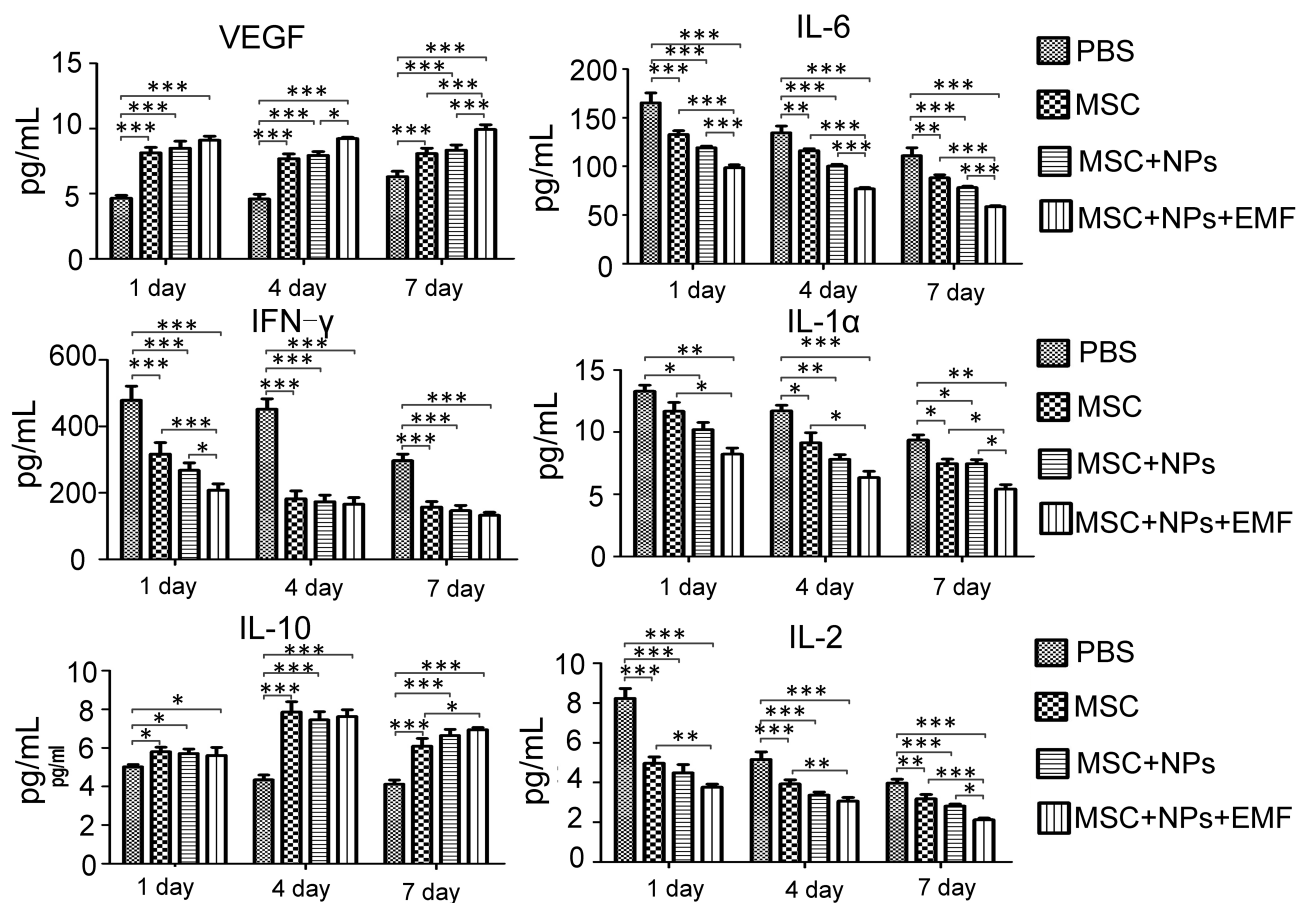 VEGF
***
***
***
***
***
***
***
***
***
*
***
***
***
***
***
15
10
5
0
pg/mL
1 day
4 day
7 day
IL-6
***
***
***
***
***
***
***
**
***
***
***
***
**
***
***
200
150
100
50
0
pg/mL
1 day
4 day
7 day
PBS
MSC
MSC+NPs
MSC+NPs+EMF
IFN−γ
***
***
***
***
*
***
***
***
***
***
***
600
400
200
0
pg/mL
1 day
4 day
7 day
IL-1α
**
*
*
***
**
*
*
**
*
*
*
*
15
10
5
0
pg/mL
1 day
4 day
7 day
PBS
MSC
MSC+NPs
MSC+NPs+EMF
IL-10
*
*
*
***
***
***
***
***
***
*
10
8
6
4
2
0
pg/mL
pg/ml
1 day
4 day
7 day
IL-2
***
***
***
**
***
***
***
**
***
***
**
***
*
10
8
6
4
2
0
pg/mL
1 day
4 day
7 day
PBS
MSC
MSC+NPs
MSC+NPs+EMF